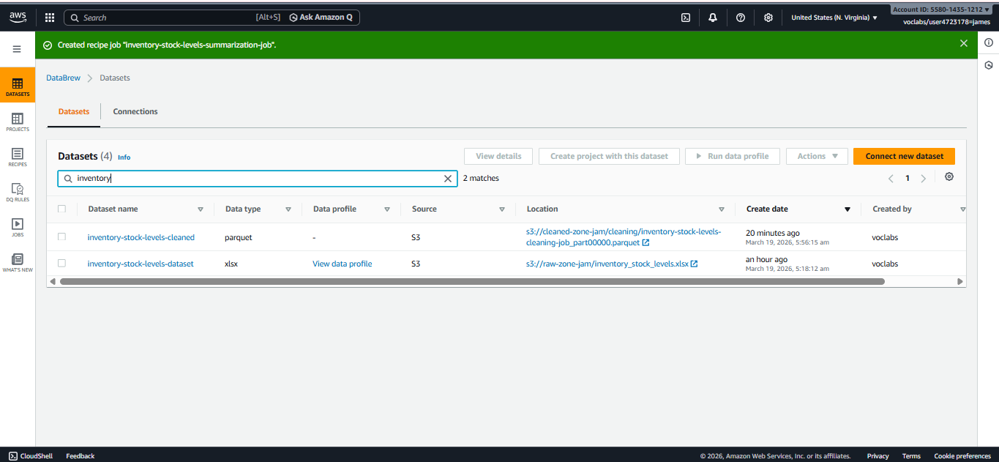 aws
Search [Alt+S] Ask Amazon Q
United States (N. Virginia) ▼
Account ID: 5580-1435-1212 ▼
voclabs/user4723178=james
Created recipe job "inventory-stock-levels-summarization-job".
DATASETS
PROJECTS
RECIPES
DQ RULES
JOBS
WHAT'S NEW
DataBrew > Datasets
Datasets Connections
Datasets (4) Info
View details Create project with this dataset Run data profile Actions Connect new dataset
inventory 2 matches
1
Dataset name Data type Data profile Source Location Create date Created by
inventory-stock-levels-cleaned parquet - S3 s3://cleaned-zone-jam/cleaning/inventory-stock-levels- 20 minutes ago voclabs
cleaning-job_part00000.parquet March 19, 2026, 5:56:15 am
inventory-stock-levels-dataset xlsx View data profile S3 s3://raw-zone-jam/inventory_stock_levels.xlsx an hour ago voclabs
March 19, 2026, 5:18:12 am
CloudShell Feedback © 2026, Amazon Web Services, Inc. or its affiliates. Privacy Terms Cookie preferences